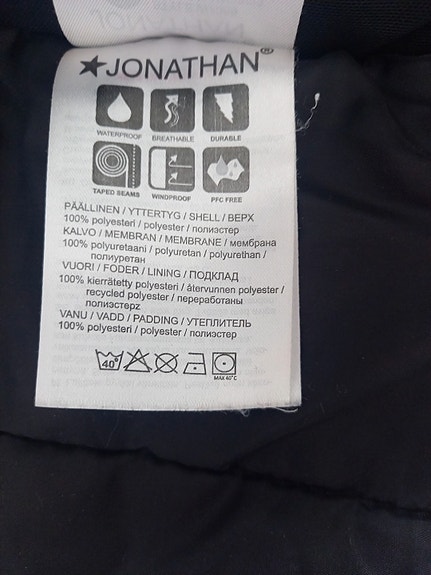 ★JONATHAN®
WATERPROOF BREATHABLE DURABLE
TAPED SEAMS WINDPROOF PFC FREE
PÄÄLLINEN / YTTERTYG / SHELL / ВЕРХ
100% polyesteri / polyester / полиэстер
KALVO / MEMBRAN / MEMBRANE / мембрана
100% polyuretaani / polyuretan / polyurethan /
полиуретан
VUORI / FODER / LINING / ПОДКЛАД
100% kierrätetty polyesteri / återvunnen polyester /
recycled polyester / переработаны
полиэстерz
VANU / VADD / PADDING / УТЕПЛИТЕЛЬ
100% polyesteri / polyester / полиэстер
40°
MAX 40°C